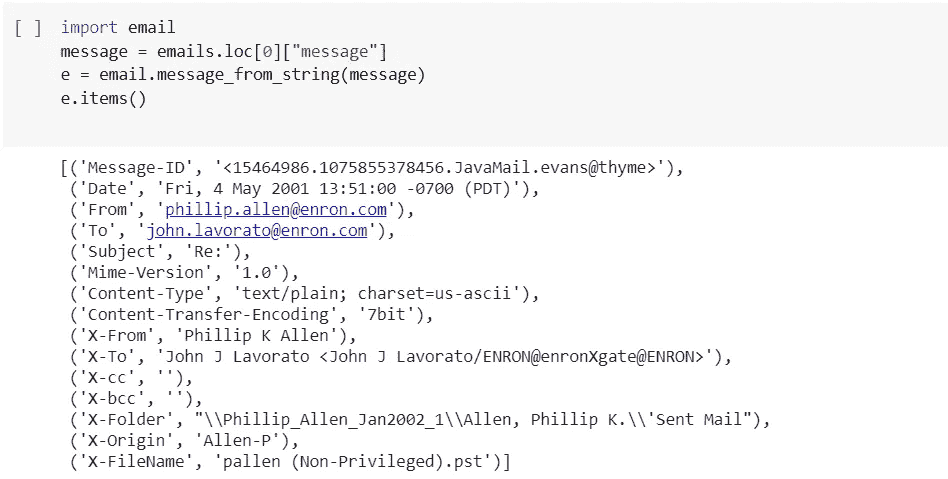 [ ] import email
message = emails.loc[0]["message"]
e = email.message_from_string(message)
e.items()
[('Message-ID', '<15464986.1075855378456.JavaMail.evans@thyme>'),
('Date', 'Fri, 4 May 2001 13:51:00 -0700 (PDT)'),
('From', 'phillip.allen@enron.com'),
('To', 'john.lavorato@enron.com'),
('Subject', 'Re:'),
('Mime-Version', '1.0'),
('Content-Type', 'text/plain; charset=us-ascii'),
('Content-Transfer-Encoding', '7bit'),
('X-From', 'Phillip K Allen'),
('X-To', 'John J Lavorato <John J Lavorato/ENRON@enronXgate@ENRON>'),
('X-cc', ''),
('X-bcc', ''),
('X-Folder', "\\Phillip_Allen_Jan2002_1\\Allen, Phillip K.\\'Sent Mail"),
('X-Origin', 'Allen-P'),
('X-FileName', 'pallen (Non-Privileged).pst')]